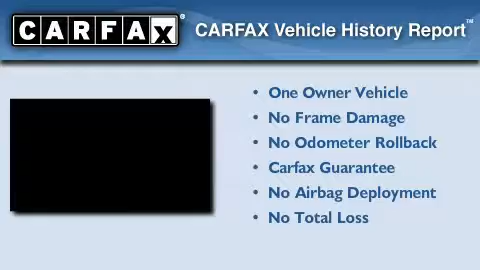 CARFAX® CARFAX Vehicle History Report™
• One Owner Vehicle
• No Frame Damage
• No Odometer Rollback
• Carfax Guarantee
• No Airbag Deployment
• No Total Loss